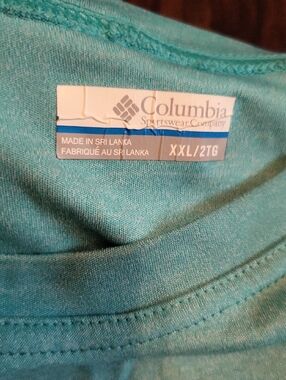 Columbia
Sportswear Company
MADE IN SRI LANKA
FABRIQUÉ AU SRI LANKA
XXL/2TG